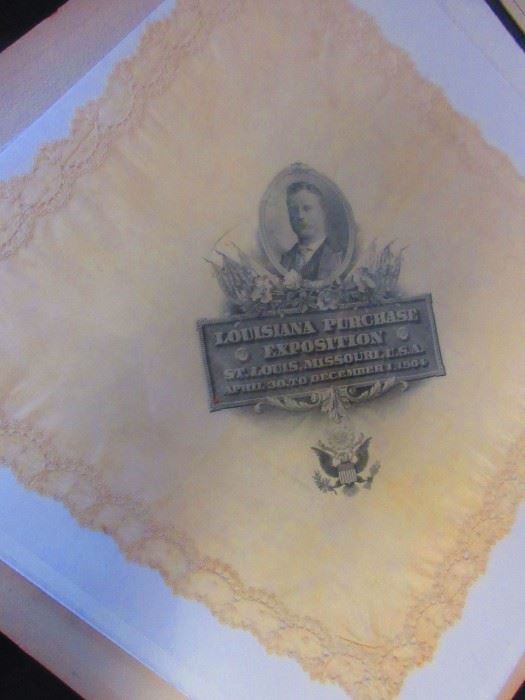 LOUISIANA PURCHASE
EXPOSITION
ST. LOUIS, MISSOURI, U.S.A.
APRIL 30, TO DECEMBER 1, 1904